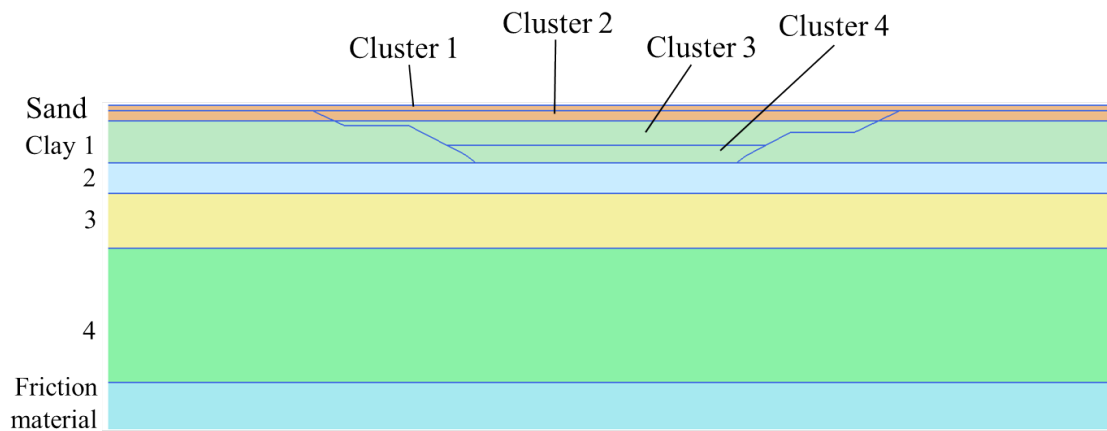 Cluster 4
Cluster 2
Cluster 3
Cluster 1
Sand
Clay 1
2
3
4
Friction
material